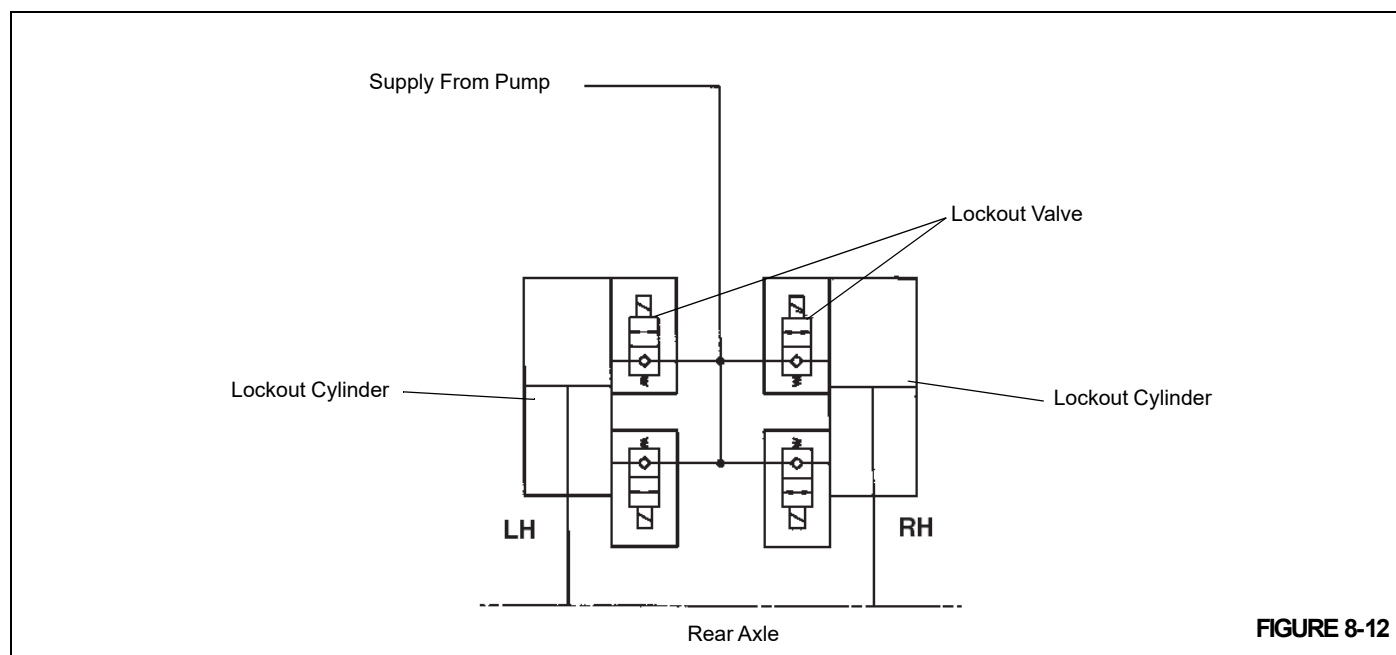 Supply From Pump
Lockout Valve
Lockout Cylinder
Lockout Cylinder
LH
RH
Rear Axle
FIGURE 8-12